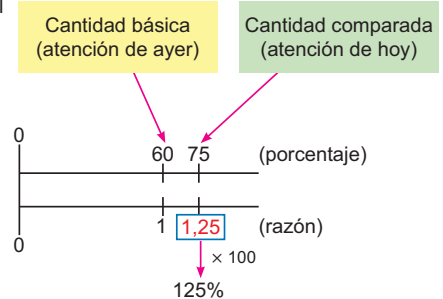 Cantidad básica
(atención de ayer)
Cantidad comparada
(atención de hoy)
0
60 75 (porcentaje)
0
1 1,25 (razón)
× 100
125%